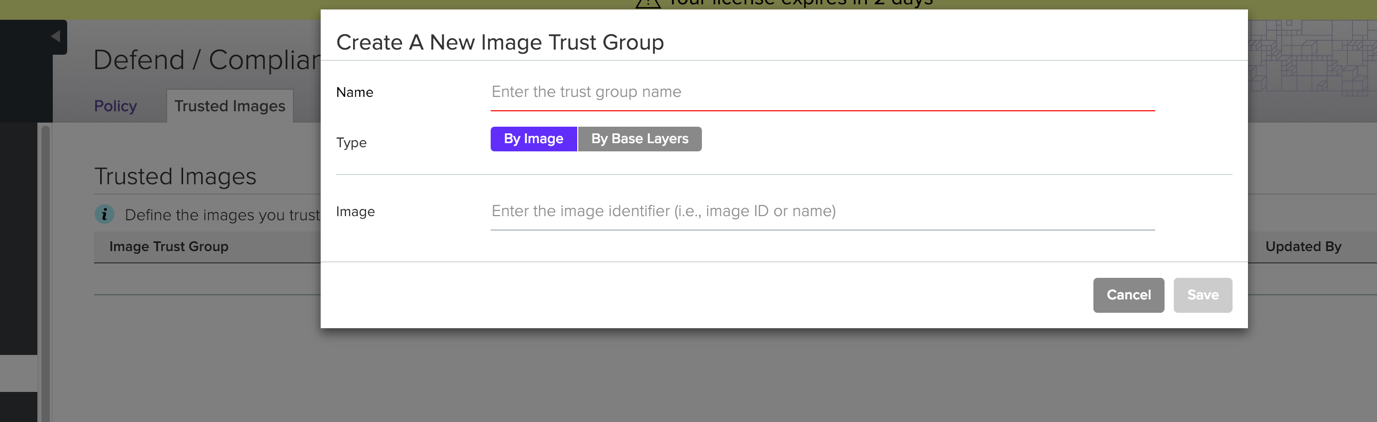 Your license expires in 2 days
Create A New Image Trust Group
Defend / Complian
Name
Enter the trust group name
Policy
Trusted Images
Type
By Image
By Base Layers
Trusted Images
Define the images you trust
Image
Enter the image identifier (i.e., image ID or name)
Image Trust Group
Updated By
Cancel
Save